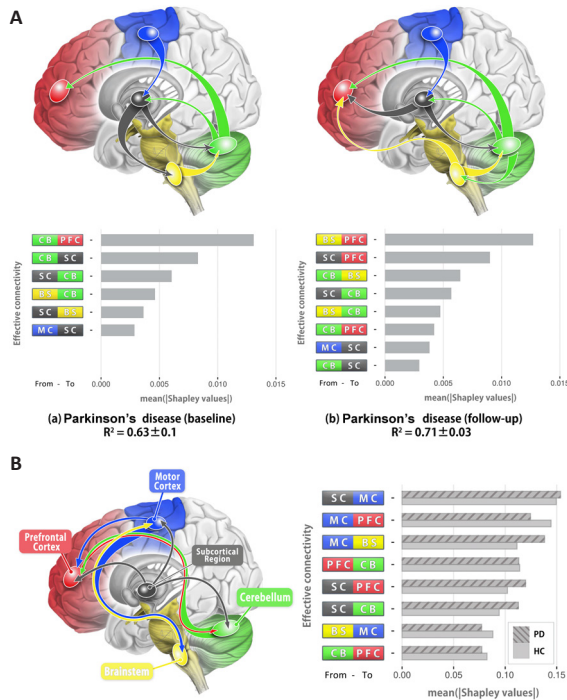 A
Effective connectivity
CB PFC -
CB SC -
SC CB -
BS CB -
SC BS -
MC SC -
From - To
0.000 0.005 0.010 0.015
mean(|Shapley values|)
(a) Parkinson's disease (baseline)
R² = 0.63±0.1
Effective connectivity
BS PFC -
SC PFC -
CB BS -
SC CB -
BS CB -
CB PFC -
MC SC -
CB SC -
From - To
0.000 0.005 0.010 0.015
mean(|Shapley values|)
(b) Parkinson's disease (follow-up)
R² = 0.71±0.03
B
Motor
Cortex
Prefrontal
Cortex
Subcortical
Region
Cerebellum
Brainstem
Effective connectivity
SC MC -
MC PFC -
MC BS -
PFC CB -
SC PFC -
SC CB -
BS MC -
CB PFC -
PD
HC
From - To
0.00 0.05 0.10 0.15
mean(|Shapley values|)